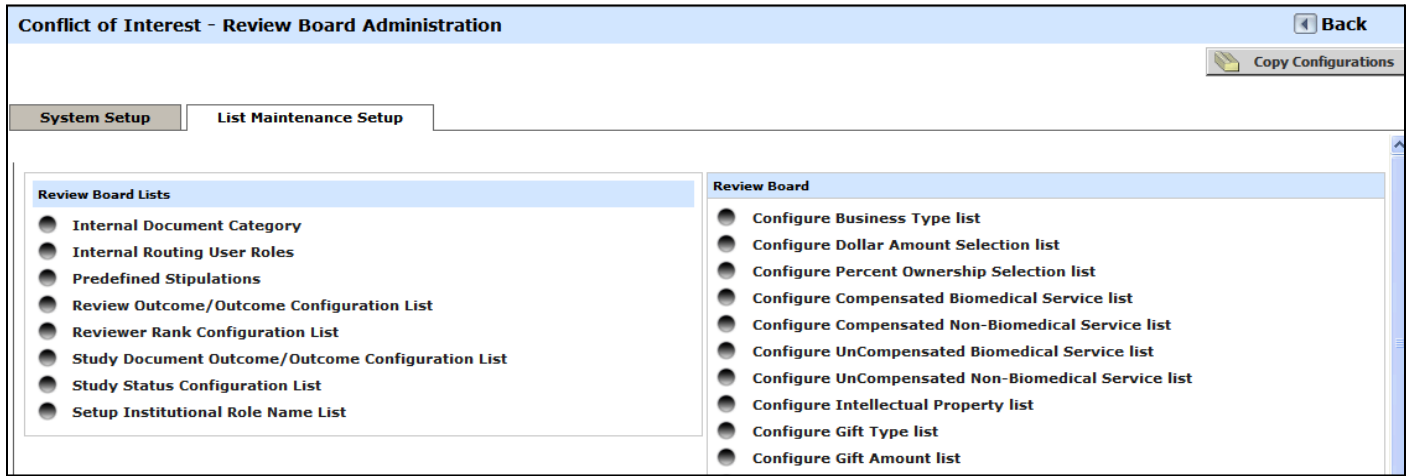 Conflict of Interest - Review Board Administration
Back
Copy Configurations
System Setup
List Maintenance Setup
Review Board Lists
Internal Document Category
Internal Routing User Roles
Predefined Stipulations
Review Outcome/Outcome Configuration List
Reviewer Rank Configuration List
Study Document Outcome/Outcome Configuration List
Study Status Configuration List
Setup Institutional Role Name List
Review Board
Configure Business Type list
Configure Dollar Amount Selection list
Configure Percent Ownership Selection list
Configure Compensated Biomedical Service list
Configure Compensated Non-Biomedical Service list
Configure UnCompensated Biomedical Service list
Configure UnCompensated Non-Biomedical Service list
Configure Intellectual Property list
Configure Gift Type list
Configure Gift Amount list